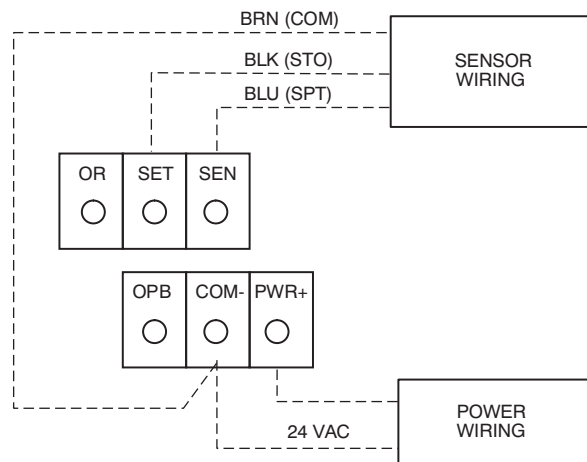 BRN (COM)
BLK (STO)
BLU (SPT)
SENSOR
WIRING
OR SET SEN
OPB COM- PWR+
24 VAC
POWER
WIRING